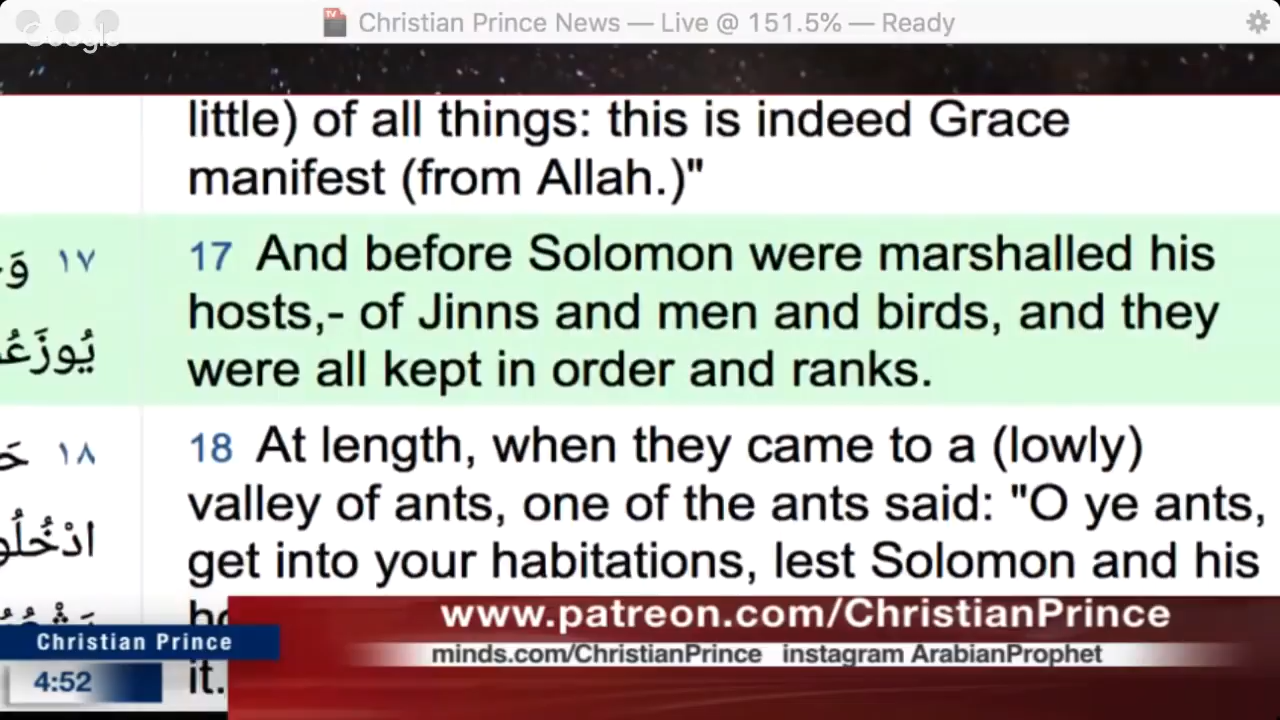 Christian Prince News — Live @ 151.5% — Ready
Google
little) of all things: this is indeed Grace
manifest (from Allah.)"
١٧
17 And before Solomon were marshalled his
hosts,- of Jinns and men and birds, and they
يُوزَعُ
were all kept in order and ranks.
١٨
18 At length, when they came to a (lowly)
valley of ants, one of the ants said: "O ye ants,
ادْخُلُو
get into your habitations, lest Solomon and his
www.patreon.com/ChristianPrince
Christian Prince
minds.com/ChristianPrince instagram ArabianProphet
4:52
it.